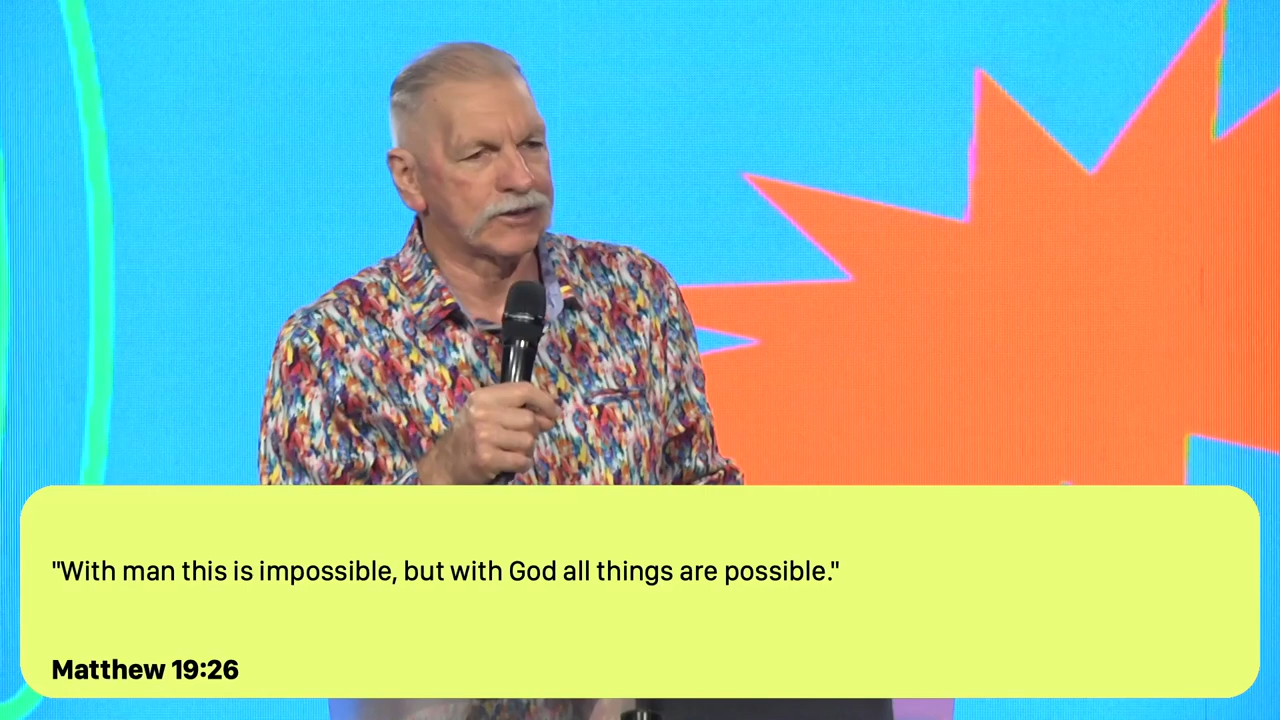 "With man this is impossible, but with God all things are possible."
Matthew 19:26